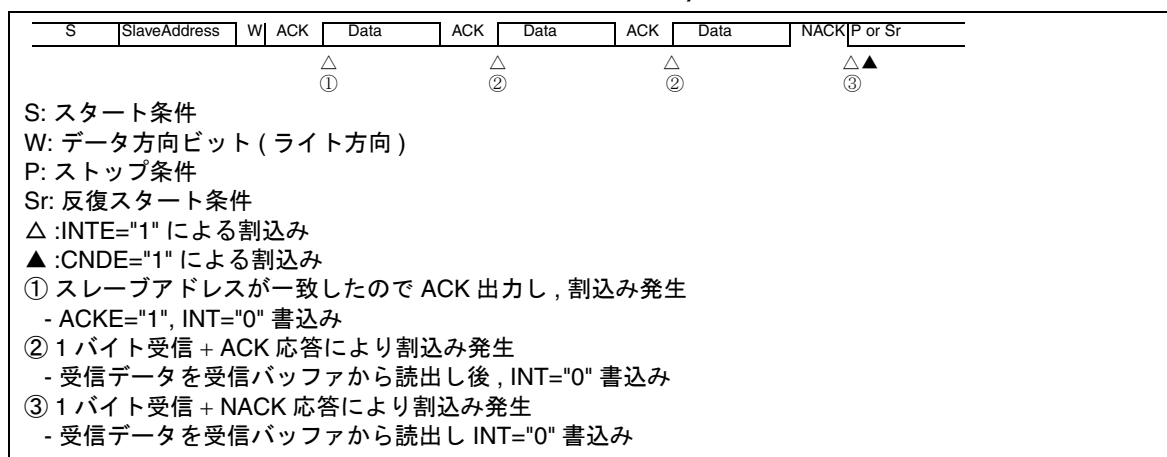 S SlaveAddress W ACK Data ACK Data ACK Data NACK P or Sr
△ △ △ △▲
① ② ② ③
S: スタート条件
W: データ方向ビット ( ライト方向 )
P: ストップ条件
Sr: 反復スタート条件
△ :INTE="1" による割込み
▲ :CNDE="1" による割込み
① スレーブアドレスが一致したので ACK 出力し , 割込み発生
- ACKE="1", INT="0" 書込み
② 1 バイト受信 + ACK 応答により割込み発生
- 受信データを受信バッファから読出し後 , INT="0" 書込み
③ 1 バイト受信 + NACK 応答により割込み発生
- 受信データを受信バッファから読出し INT="0" 書込み